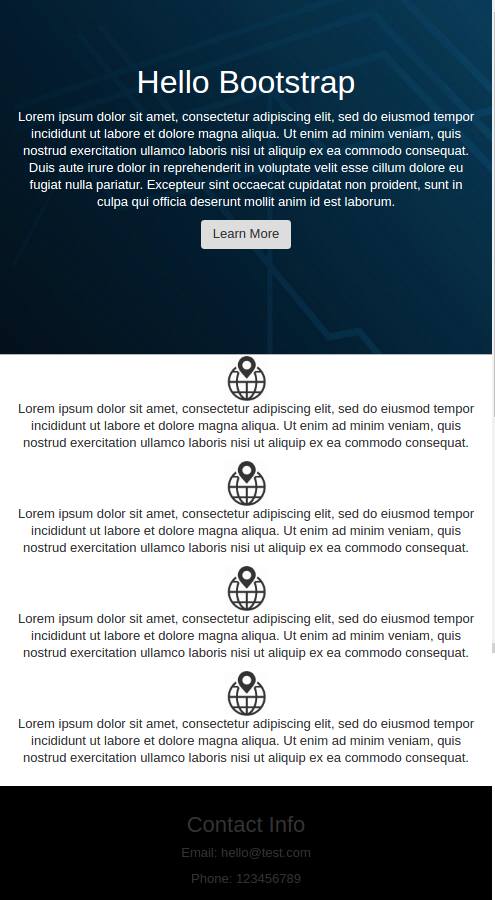 Hello Bootstrap
Lorem ipsum dolor sit amet, consectetur adipiscing elit, sed do eiusmod tempor
incididunt ut labore et dolore magna aliqua. Ut enim ad minim veniam, quis
nostrud exercitation ullamco laboris nisi ut aliquip ex ea commodo consequat.
Duis aute irure dolor in reprehenderit in voluptate velit esse cillum dolore eu
fugiat nulla pariatur. Excepteur sint occaecat cupidatat non proident, sunt in
culpa qui officia deserunt mollit anim id est laborum.
Learn More
Lorem ipsum dolor sit amet, consectetur adipiscing elit, sed do eiusmod tempor
incididunt ut labore et dolore magna aliqua. Ut enim ad minim veniam, quis
nostrud exercitation ullamco laboris nisi ut aliquip ex ea commodo consequat.
Lorem ipsum dolor sit amet, consectetur adipiscing elit, sed do eiusmod tempor
incididunt ut labore et dolore magna aliqua. Ut enim ad minim veniam, quis
nostrud exercitation ullamco laboris nisi ut aliquip ex ea commodo consequat.
Lorem ipsum dolor sit amet, consectetur adipiscing elit, sed do eiusmod tempor
incididunt ut labore et dolore magna aliqua. Ut enim ad minim veniam, quis
nostrud exercitation ullamco laboris nisi ut aliquip ex ea commodo consequat.
Lorem ipsum dolor sit amet, consectetur adipiscing elit, sed do eiusmod tempor
incididunt ut labore et dolore magna aliqua. Ut enim ad minim veniam, quis
nostrud exercitation ullamco laboris nisi ut aliquip ex ea commodo consequat.
Contact Info
Email: hello@test.com
Phone: 123456789